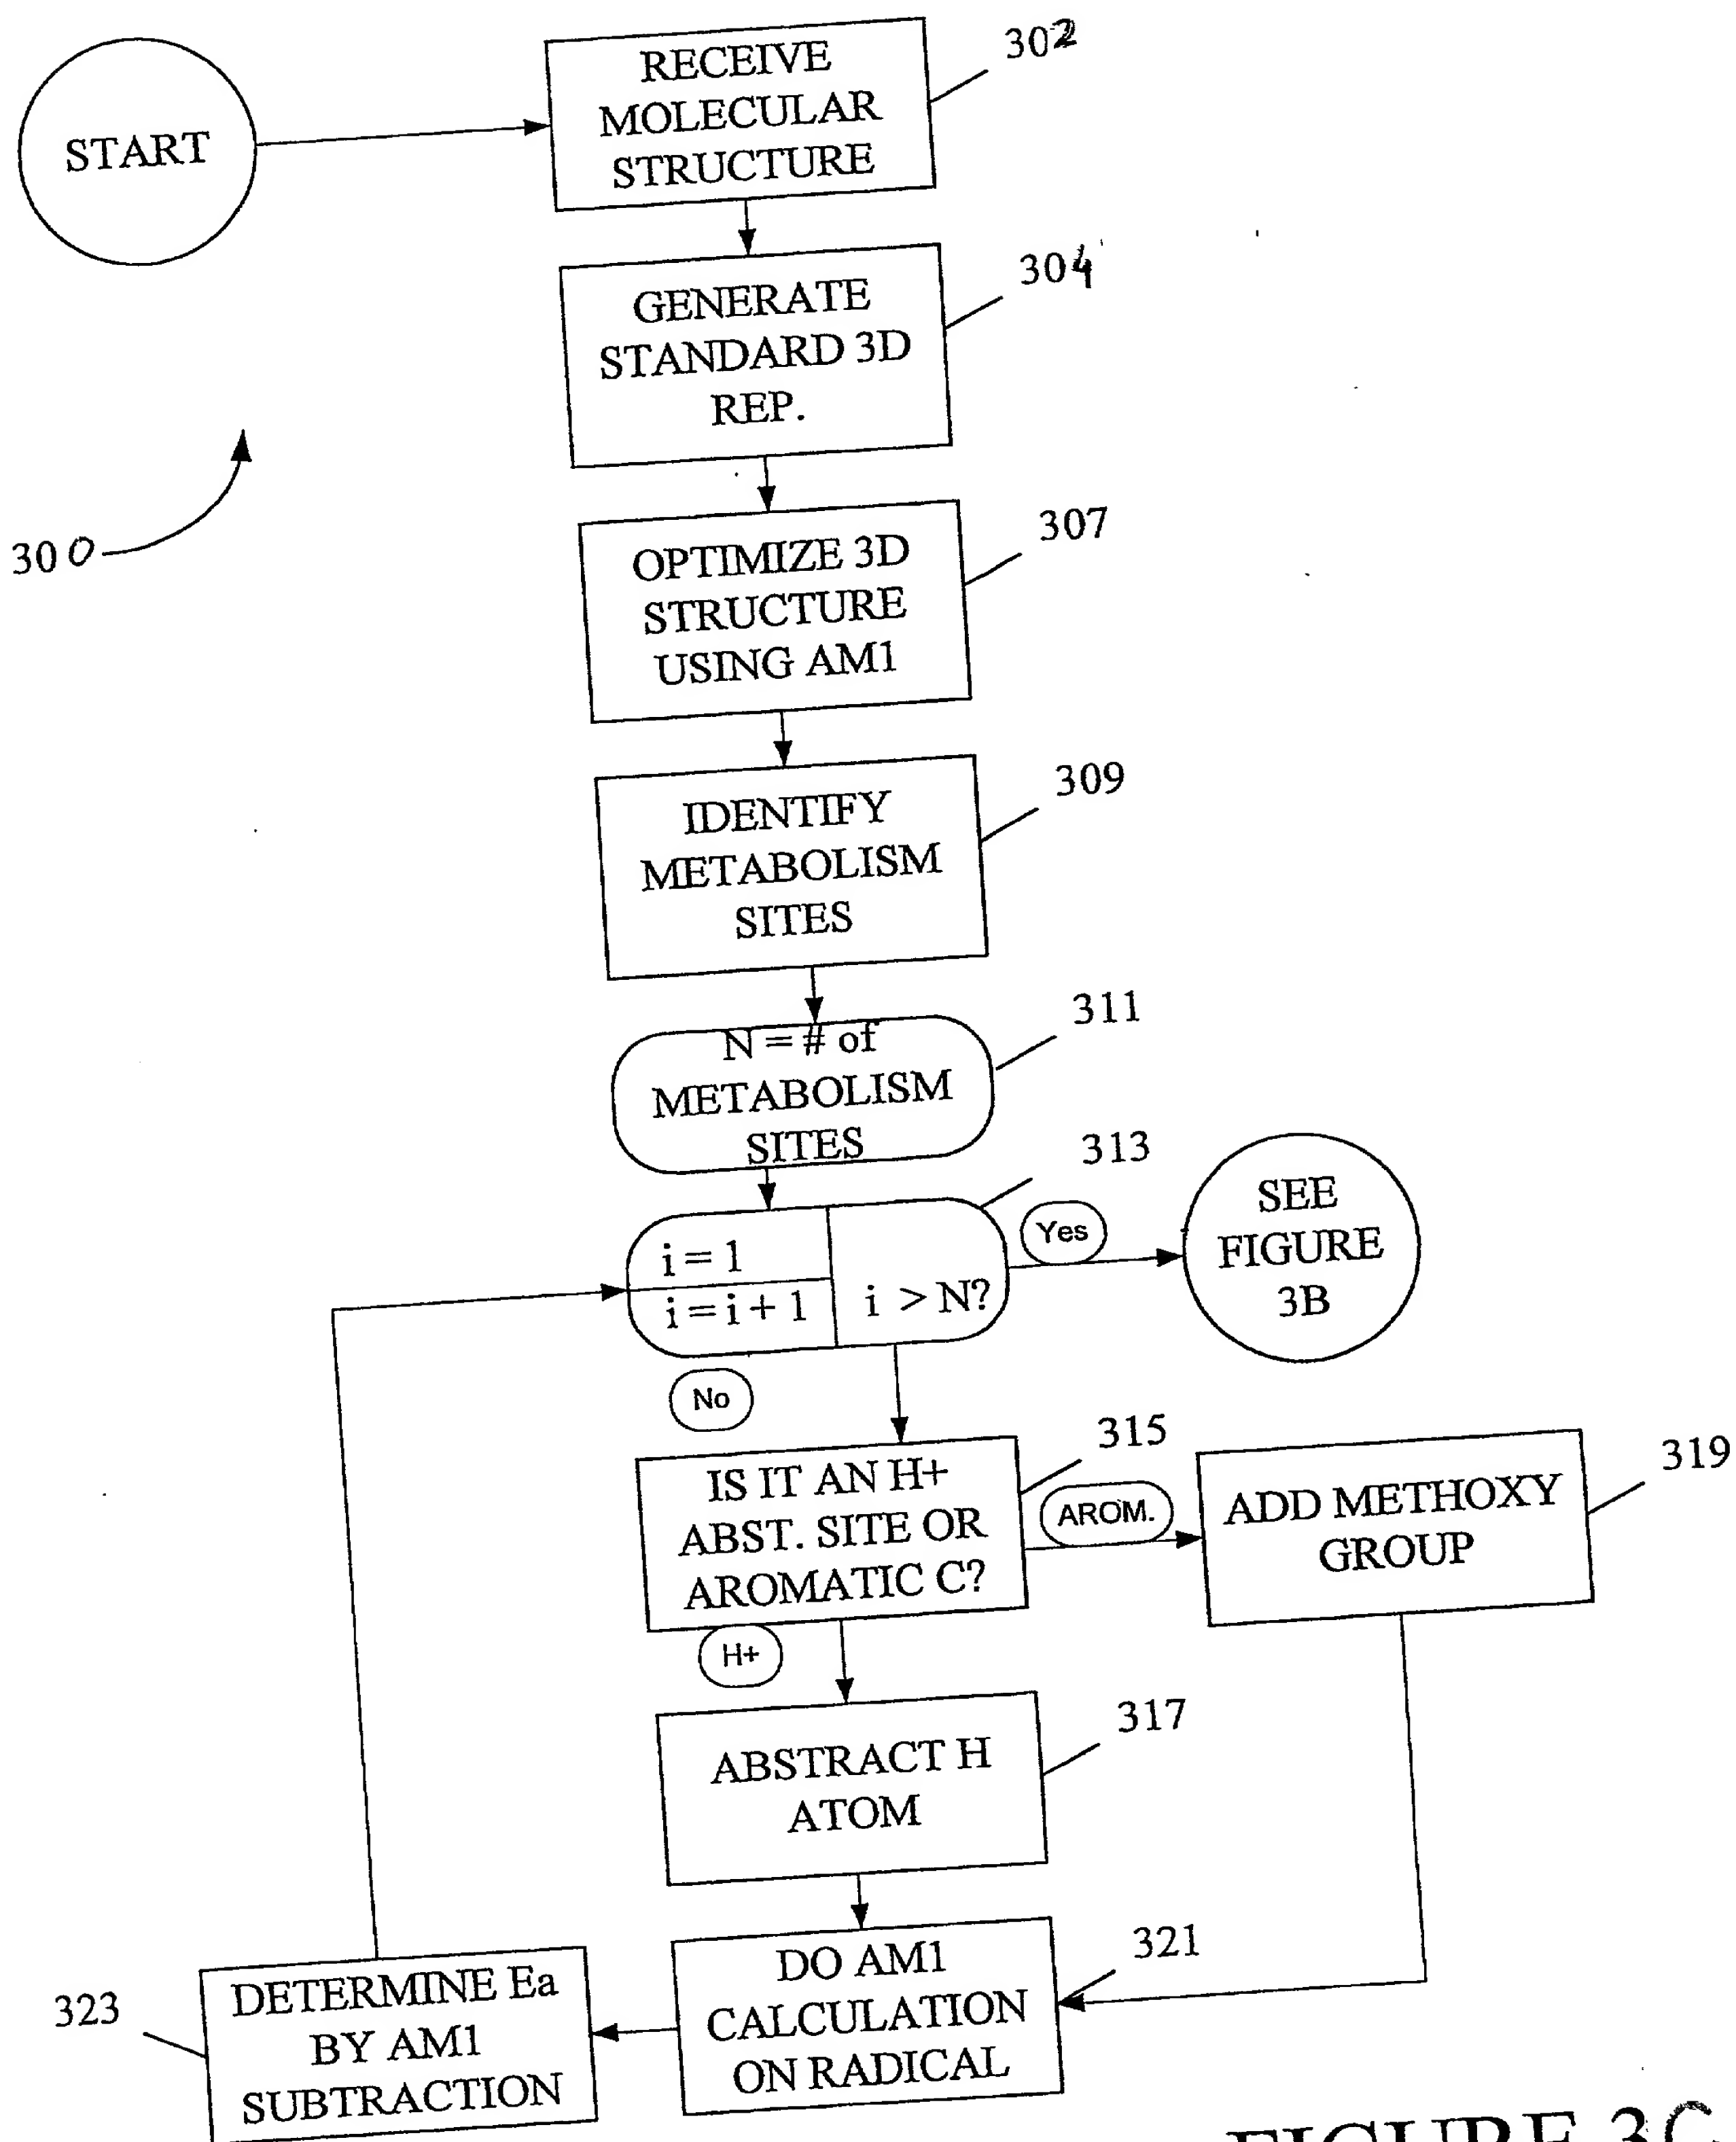 START
RECEIVE
MOLECULAR
STRUCTURE
302
GENERATE
STANDARD 3D
REP.
304
300
OPTIMIZE 3D
STRUCTURE
USING AM1
307
IDENTIFY
METABOLISM
SITES
309
N = # of
METABOLISM
SITES
311
i = 1
i = i + 1
i > N?
313
Yes
SEE
FIGURE
3B
No
IS IT AN H+
ABST. SITE OR
AROMATIC C?
315
AROM.
ADD METHOXY
GROUP
319
H+
ABSTRACT H
ATOM
317
DO AM1
CALCULATION
ON RADICAL
321
DETERMINE Ea
BY AM1
SUBTRACTION
323
FIGURE 3C